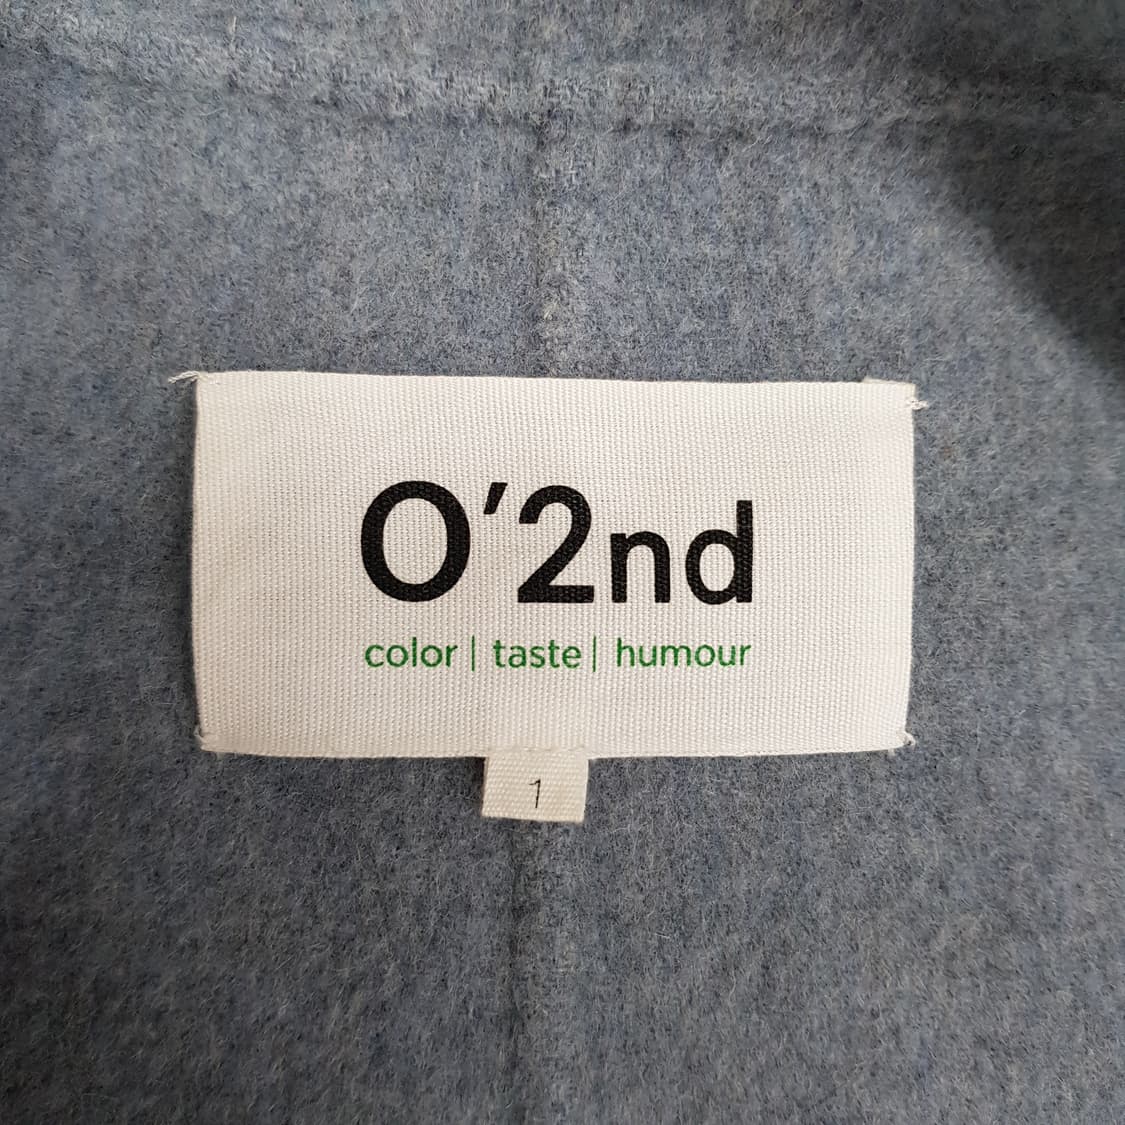 O'2nd
color | taste | humour
1